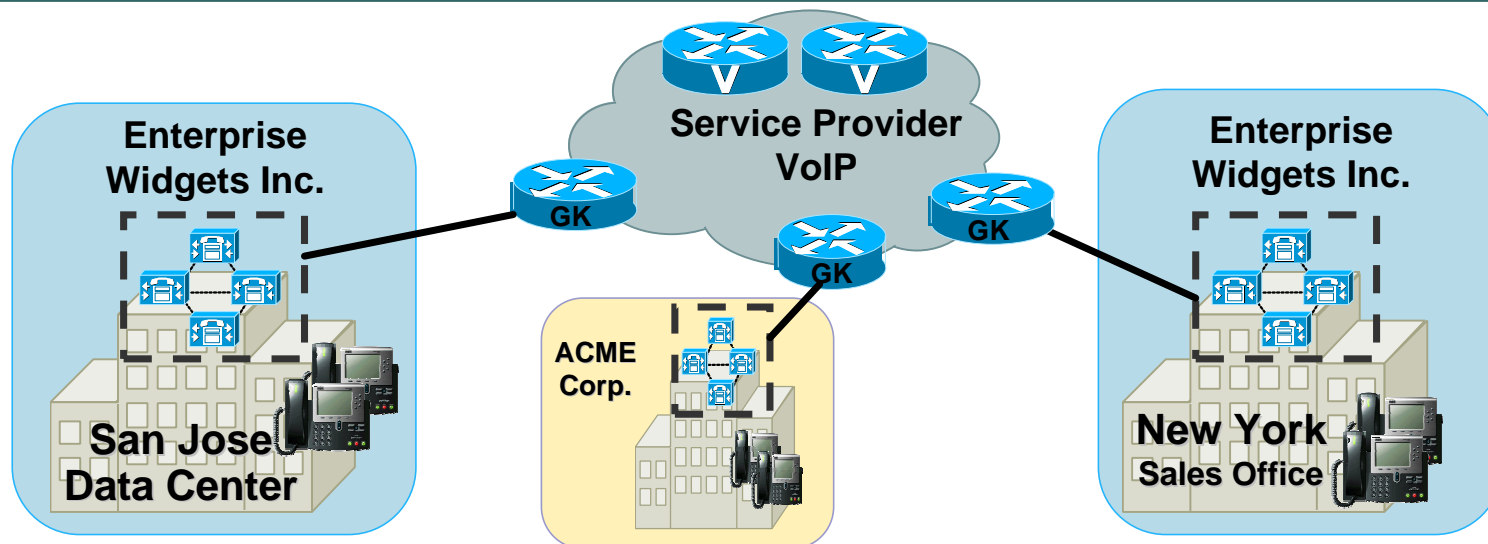 V
V
Service Provider
VoIP
Enterprise
Widgets Inc.
Enterprise
Widgets Inc.
GK
GK
GK
ACME
Corp.
San Jose
Data Center
New York
Sales Office